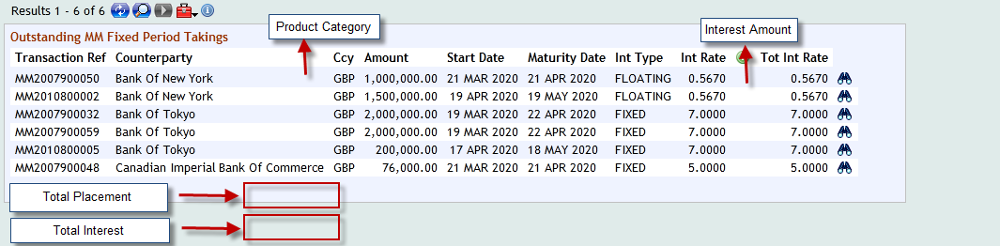 Results 1 - 6 of 6
Product Category
Interest Amount
Outstanding MM Fixed Period Takings
Transaction Ref Counterparty Ccy Amount Start Date Maturity Date Int Type Int Rate Tot Int Rate
MM2007900050 Bank Of New York GBP 1,000,000.00 21 MAR 2020 21 APR 2020 FLOATING 0.5670 0.5670
MM2010800002 Bank Of New York GBP 1,500,000.00 19 APR 2020 19 MAY 2020 FLOATING 0.5670 0.5670
MM2007900032 Bank Of Tokyo GBP 2,000,000.00 19 MAR 2020 22 APR 2020 FIXED 7.0000 7.0000
MM2007900059 Bank Of Tokyo GBP 2,000,000.00 19 MAR 2020 22 APR 2020 FIXED 7.0000 7.0000
MM2010800005 Bank Of Tokyo GBP 200,000.00 17 APR 2020 18 MAY 2020 FIXED 7.0000 7.0000
MM2007900048 Canadian Imperial Bank Of Commerce GBP 76,000.00 21 MAR 2020 21 APR 2020 FIXED 5.0000 5.0000
Total Placement
Total Interest